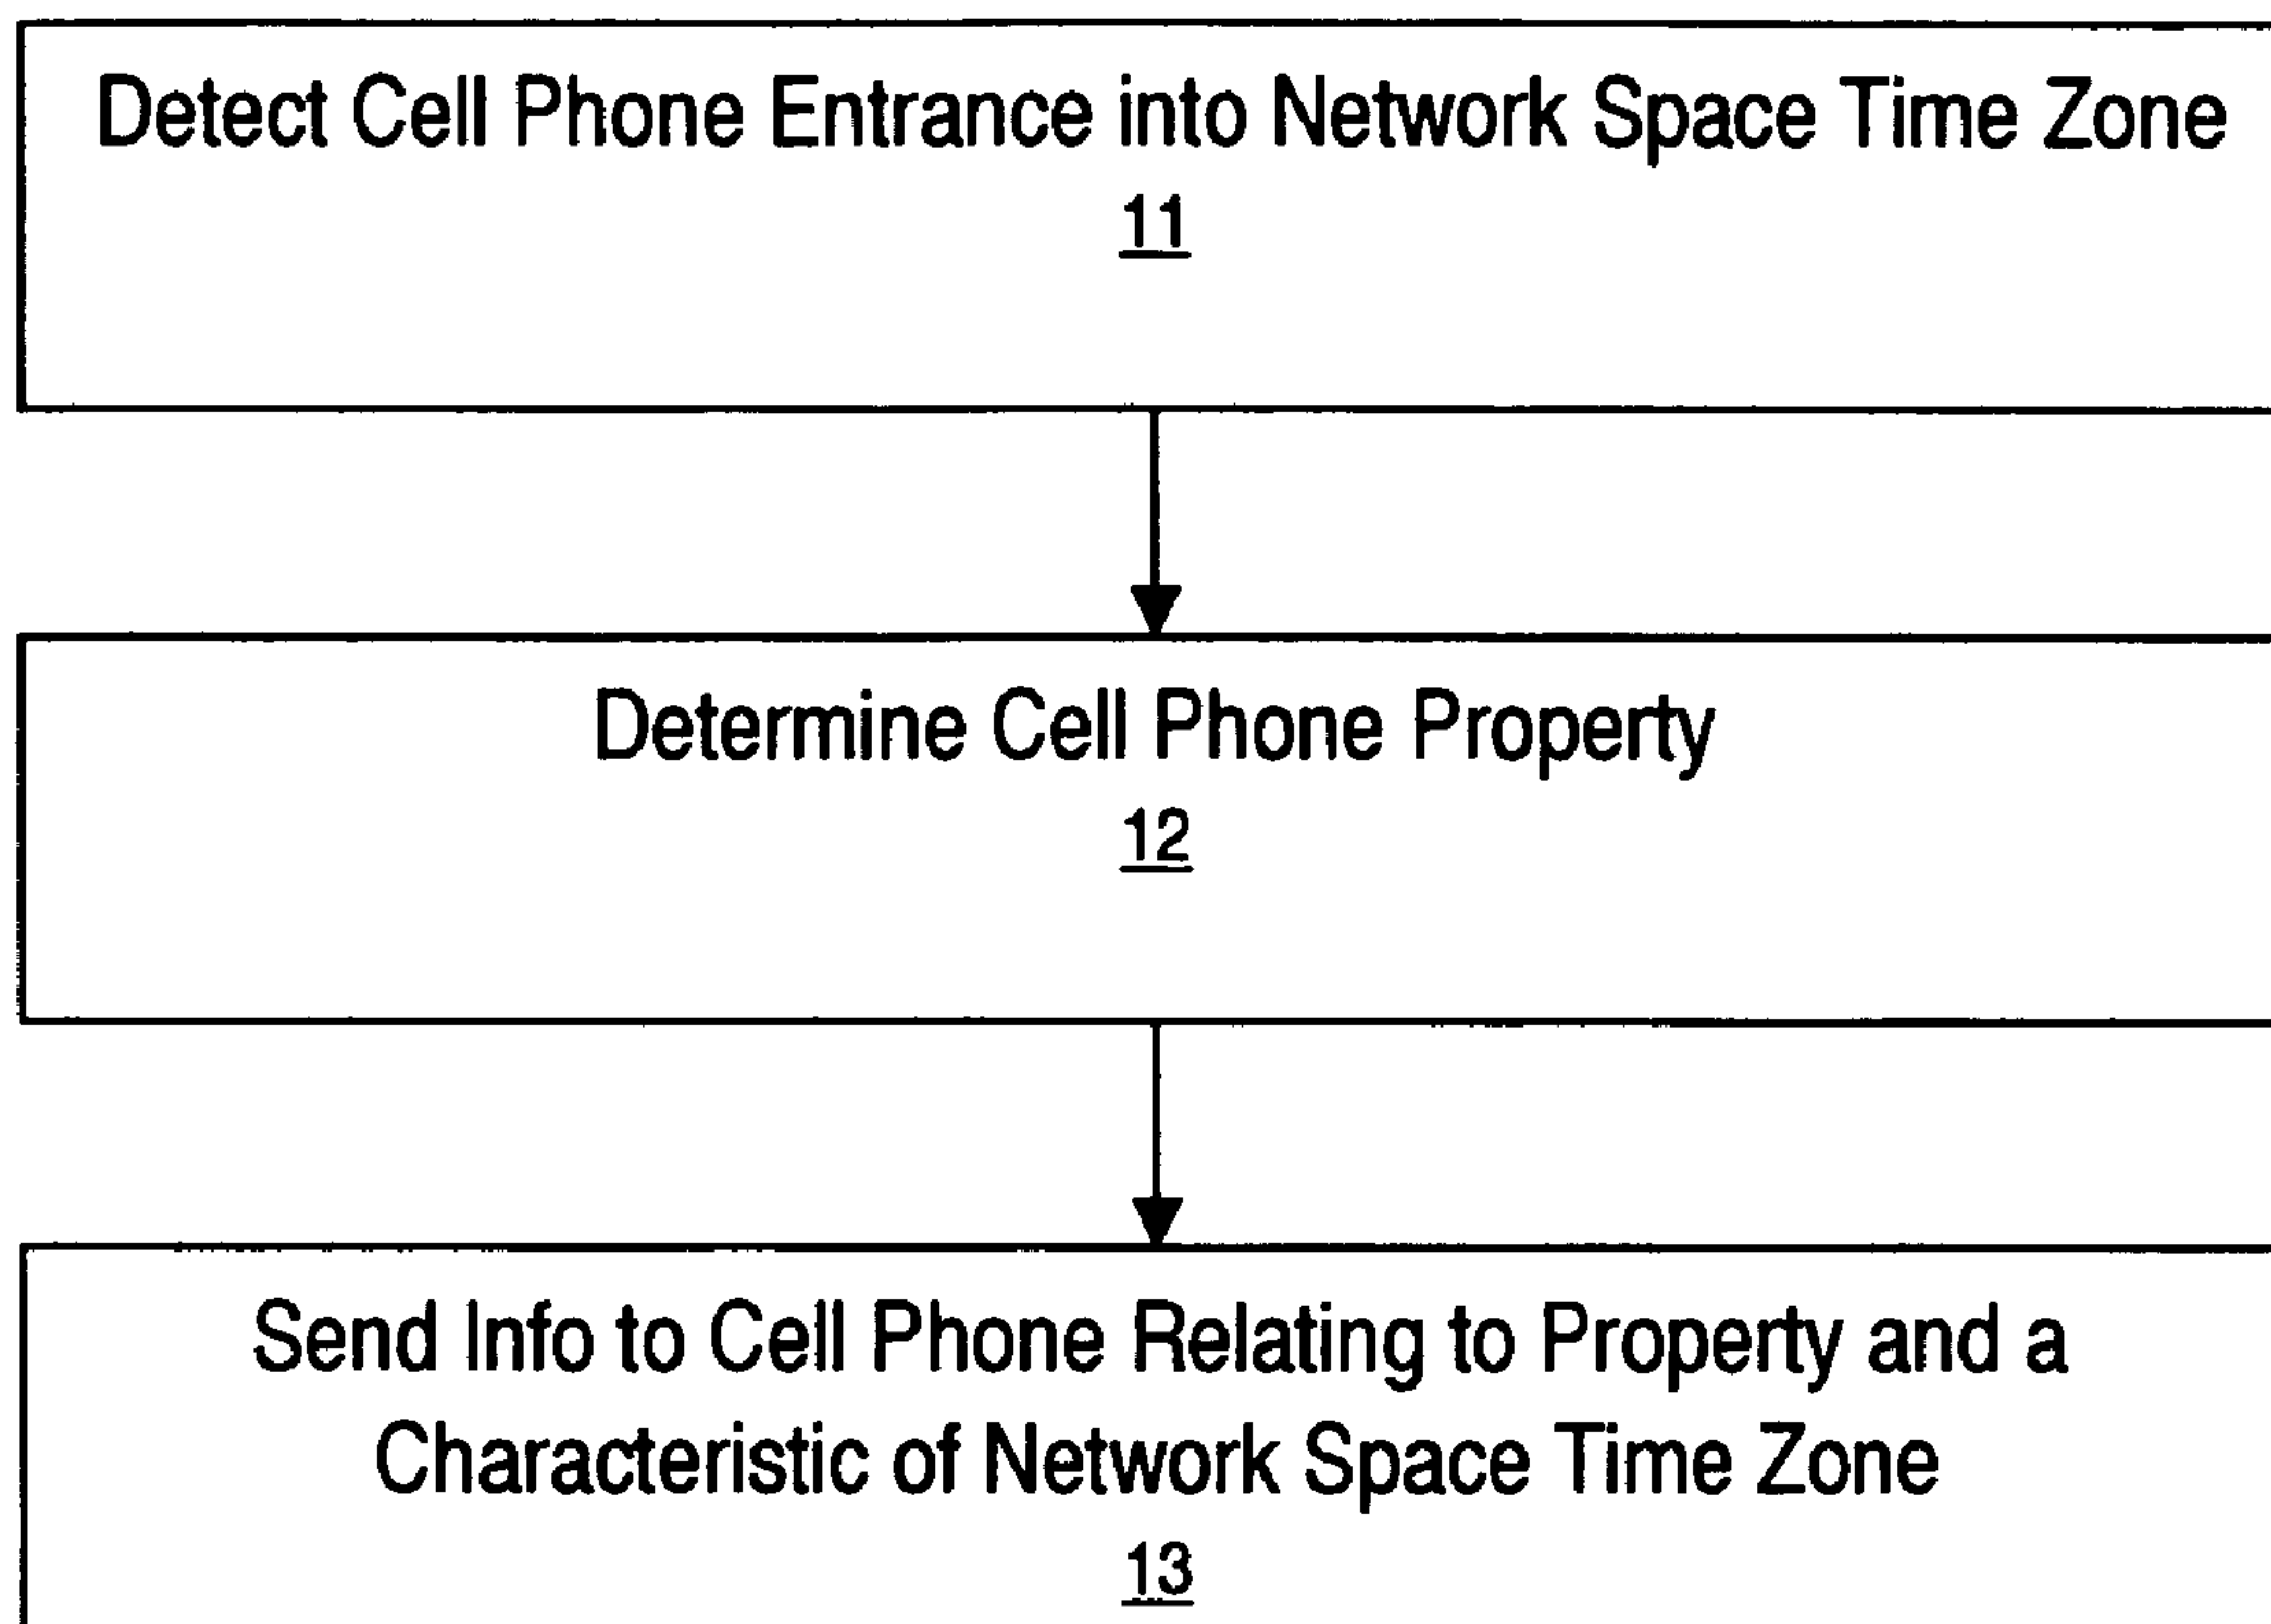 Detect Cell Phone Entrance into Network Space Time Zone
11
Determine Cell Phone Property
12
Send Info to Cell Phone Relating to Property and a
Characteristic of Network Space Time Zone
13